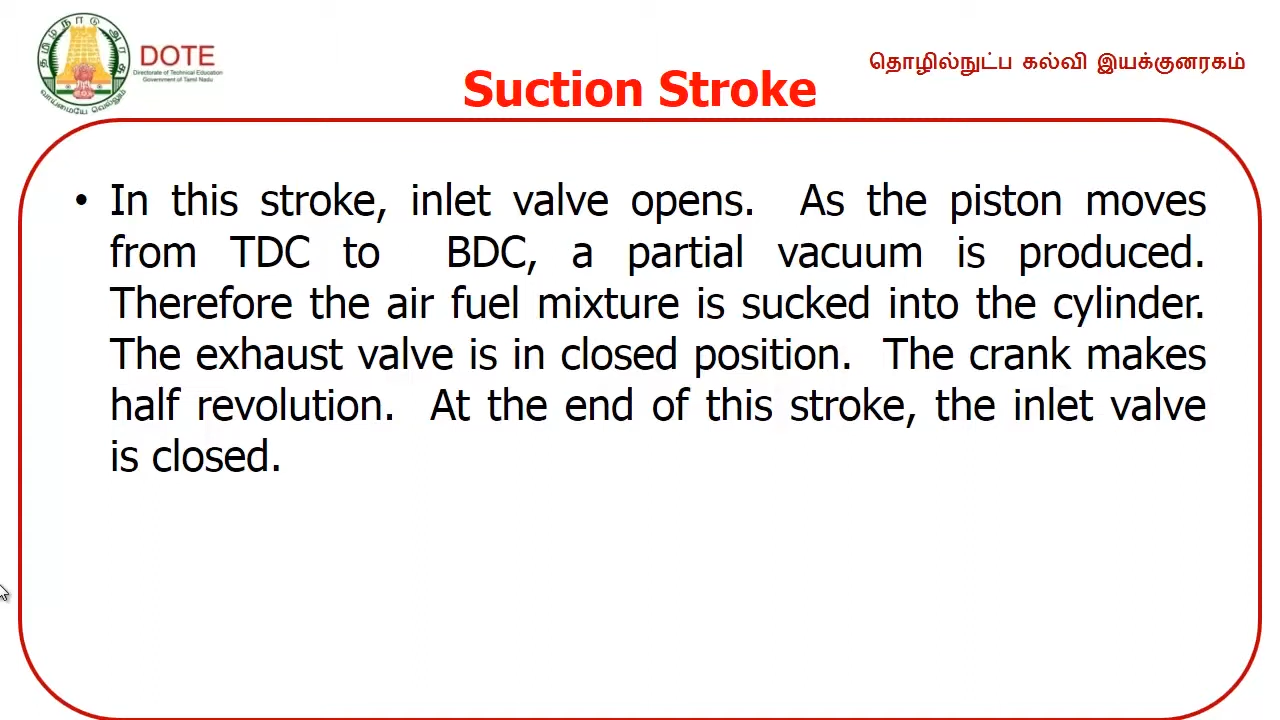 தமிழ்நாடு அரசு
வாய்மையே வெல்லும்
DOTE
Directorate of Technical Education
Government of Tamil Nadu
தொழில்நுட்ப கல்வி இயக்குனரகம்
Suction Stroke
• In this stroke, inlet valve opens. As the piston moves
from TDC to BDC, a partial vacuum is produced.
Therefore the air fuel mixture is sucked into the cylinder.
The exhaust valve is in closed position. The crank makes
half revolution. At the end of this stroke, the inlet valve
is closed.